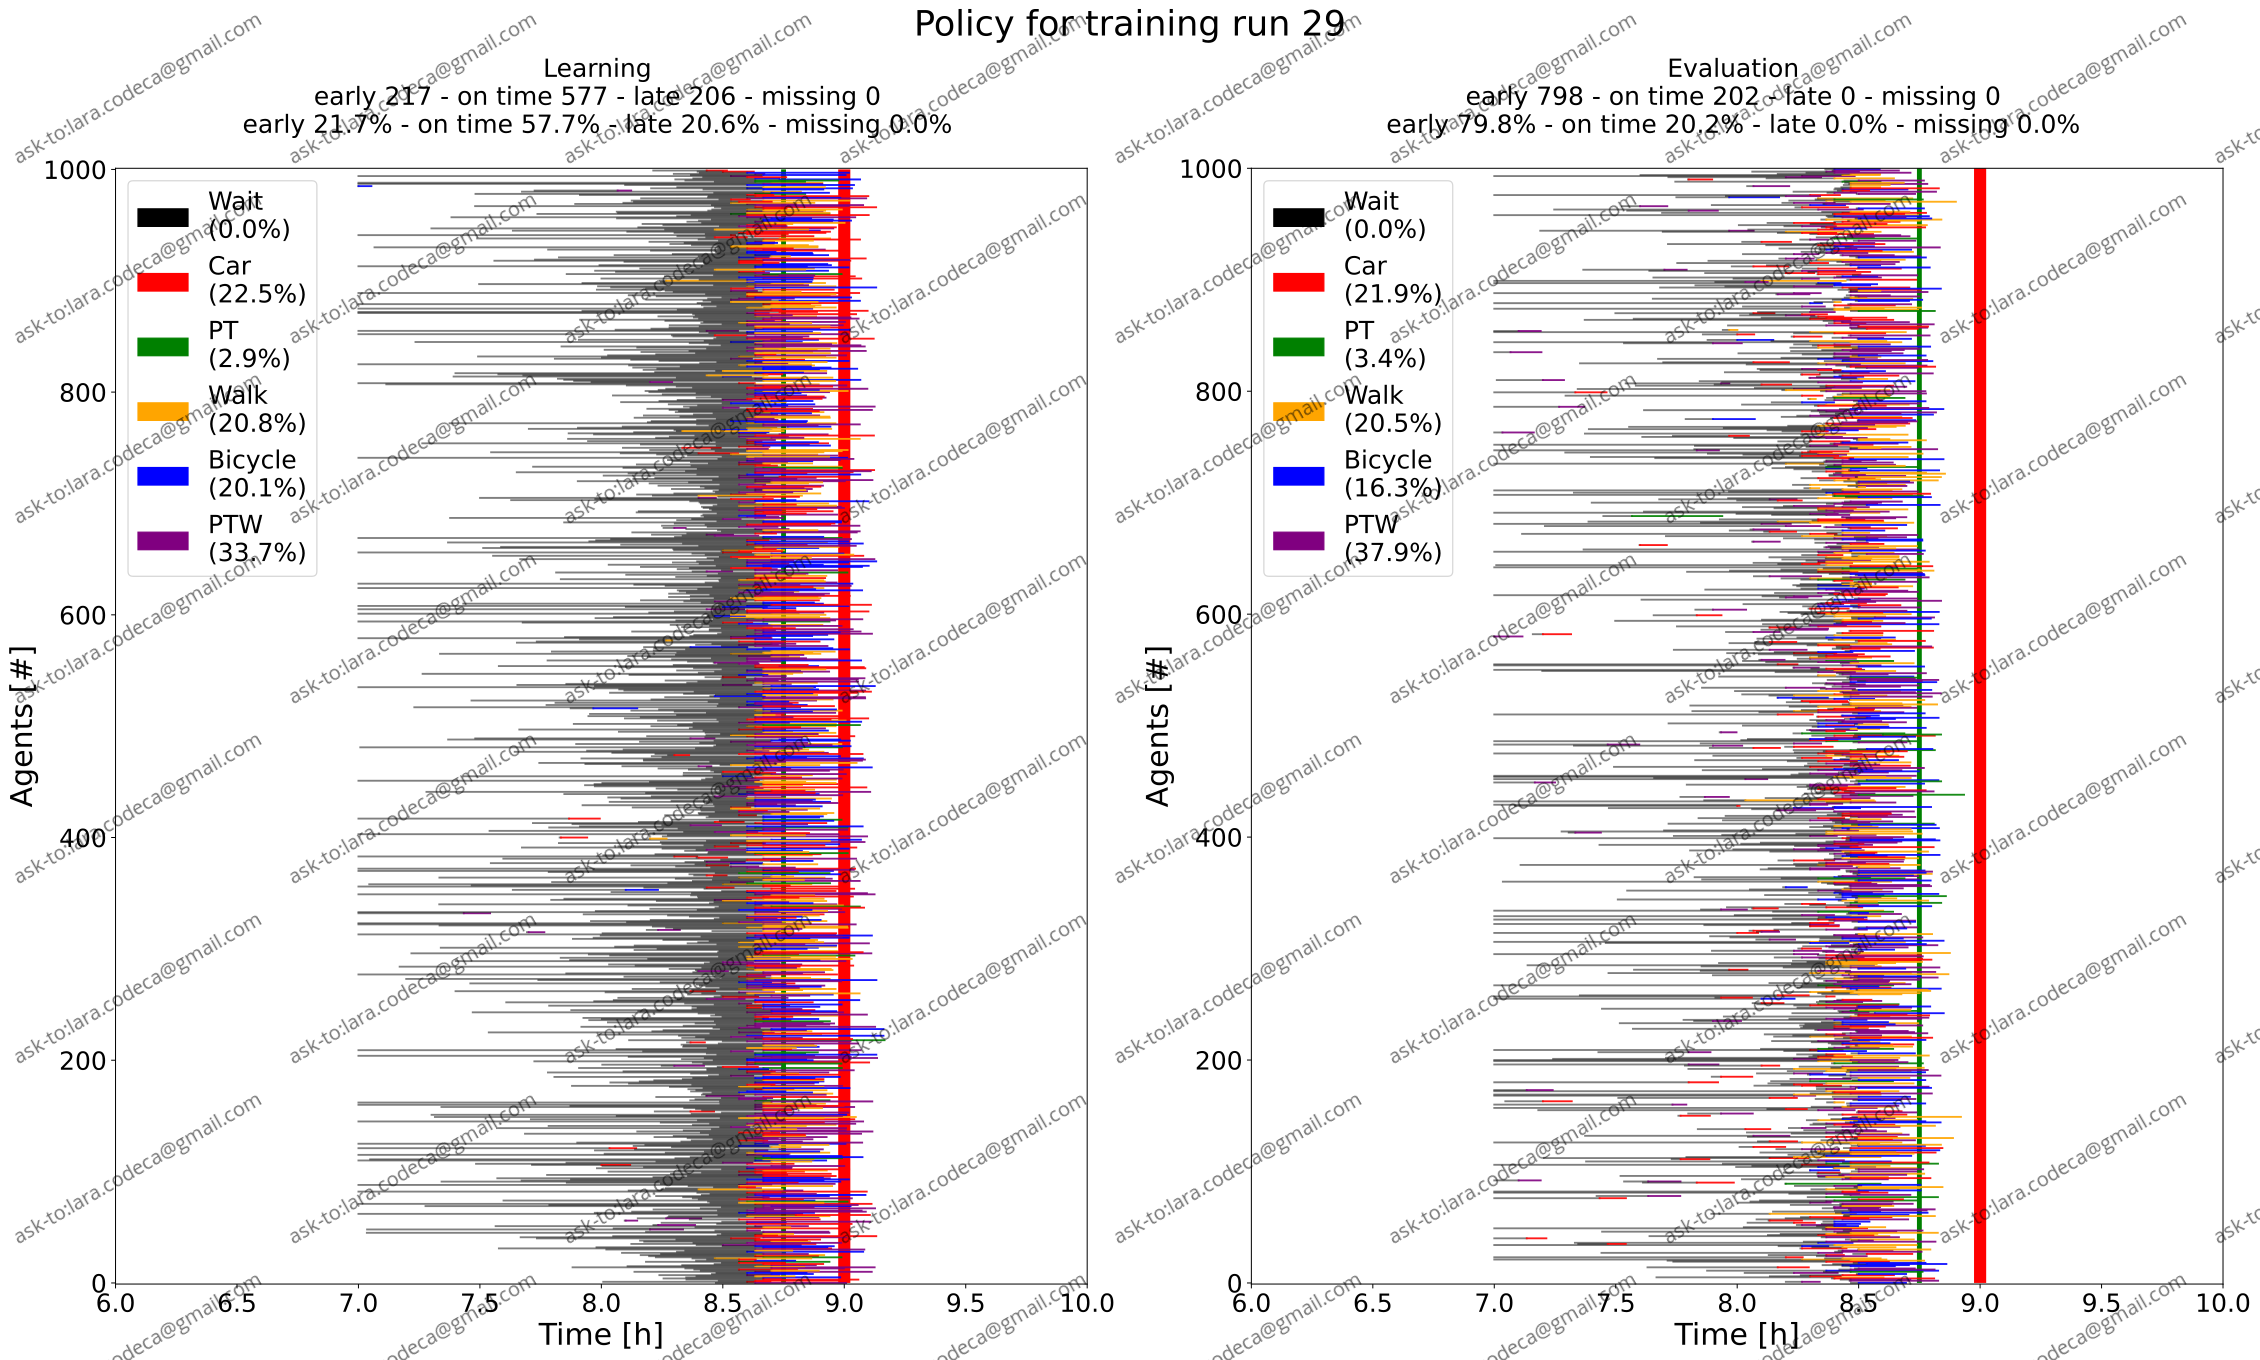 Policy for training run 29
Learning
early 217 - on time 577 - late 206 - missing 0
early 21.7% - on time 57.7% - late 20.6% - missing 0.0%
1000
800
600
400
200
0
Agents [#]
Wait
(0.0%)
Car
(22.5%)
PT
(2.9%)
Walk
(20.8%)
Bicycle
(20.1%)
PTW
(33.7%)
6.0 6.5 7.0 7.5 8.0 8.5 9.0 9.5 10.0
Time [h]
Evaluation
early 798 - on time 202 - late 0 - missing 0
early 79.8% - on time 20.2% - late 0.0% - missing 0.0%
1000
800
600
400
200
0
Agents [#]
Wait
(0.0%)
Car
(21.9%)
PT
(3.4%)
Walk
(20.5%)
Bicycle
(16.3%)
PTW
(37.9%)
6.0 6.5 7.0 7.5 8.0 8.5 9.0 9.5 10.0
Time [h]
ask-to:lara.codeca@gmail.com